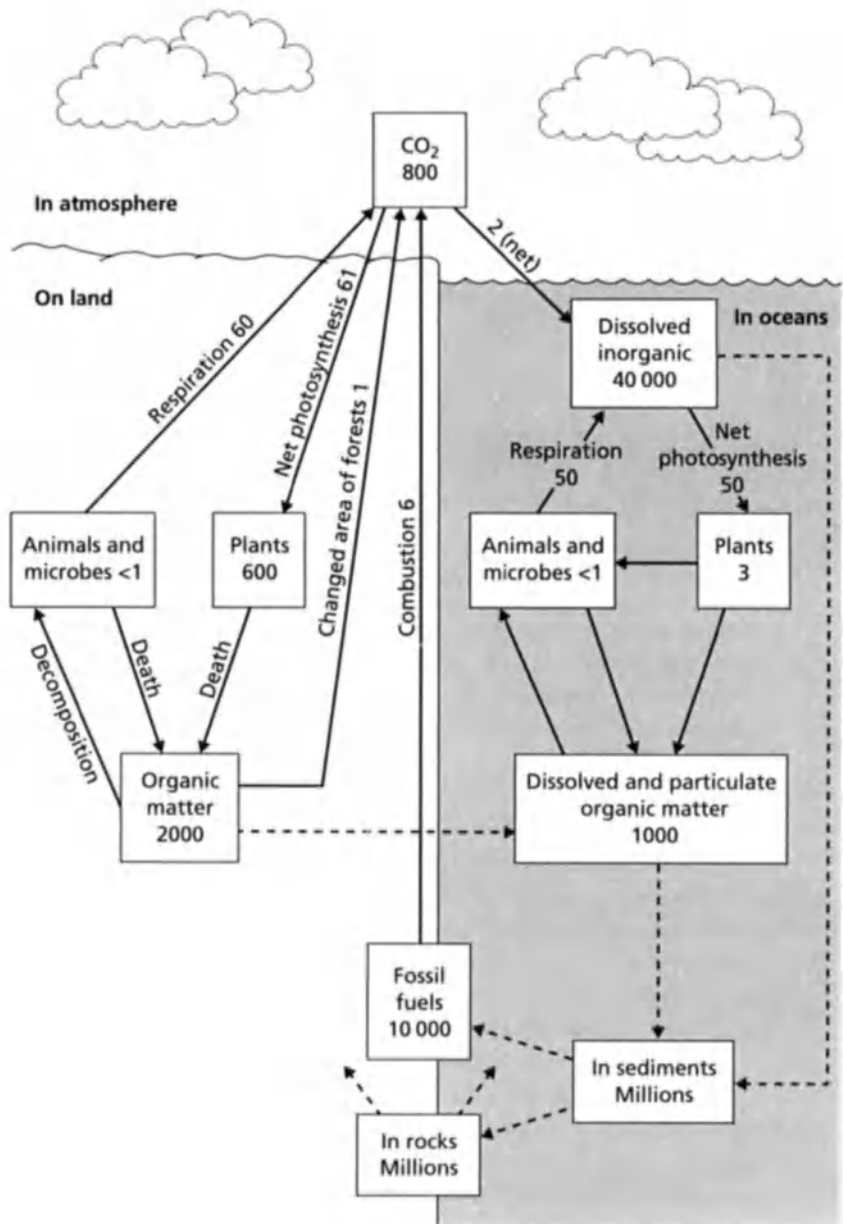 CO₂
800
In atmosphere
2 (net)
On land
In oceans
Dissolved
inorganic
40 000
Respiration 60
Net photosynthesis 61
Changed area of forests 1
Combustion 6
Respiration
50
Net
photosynthesis
50
Animals and
microbes <1
Plants
600
Animals and
microbes <1
Plants
3
Decomposition
Death
Death
Organic
matter
2000
Dissolved and particulate
organic matter
1000
Fossil
fuels
10 000
In sediments
Millions
In rocks
Millions